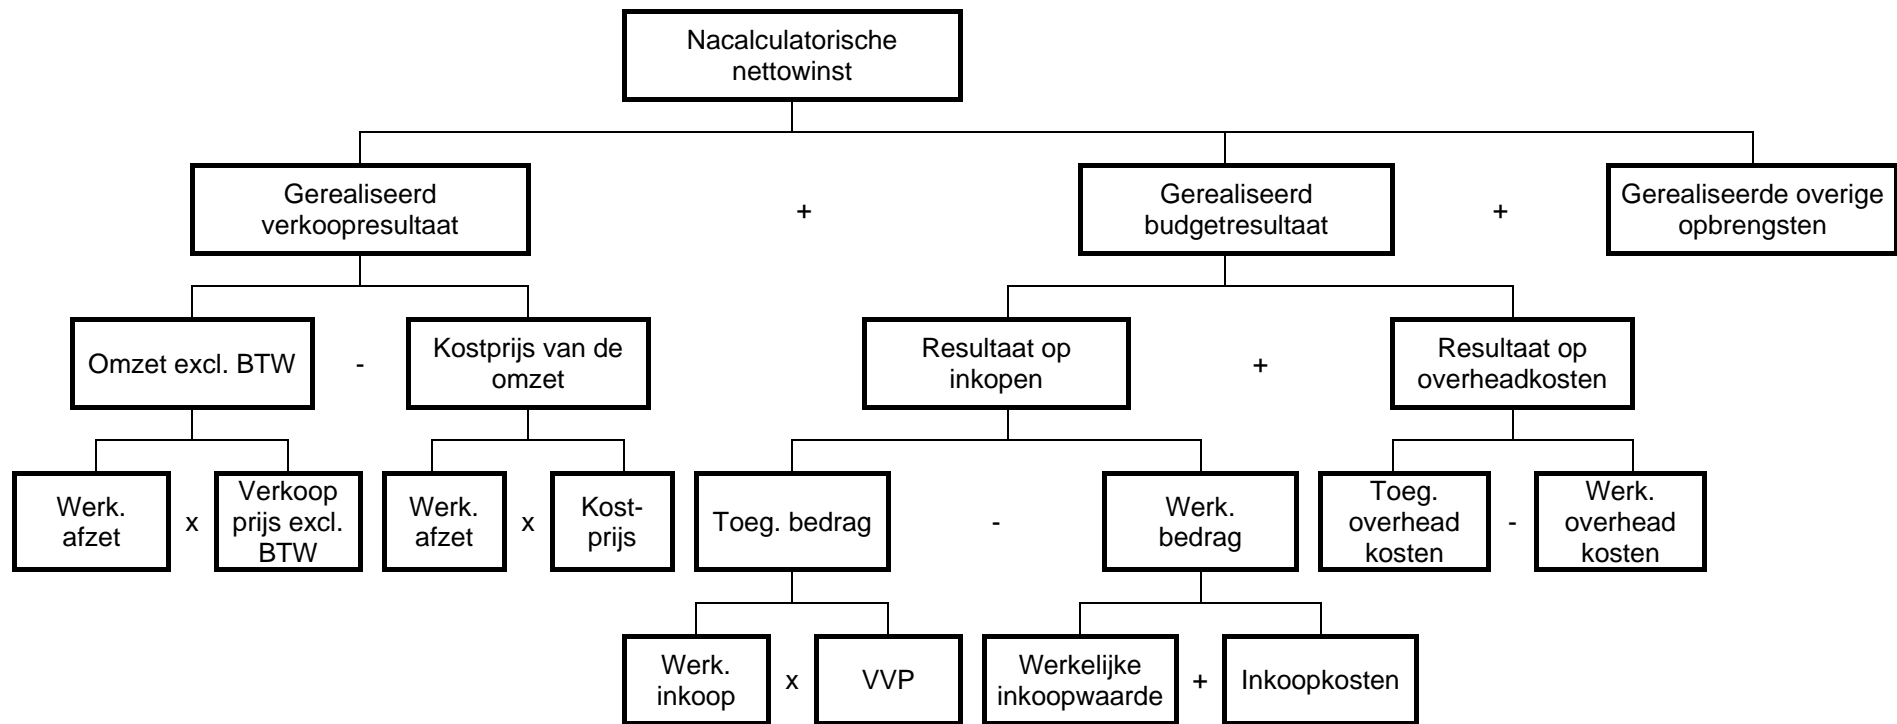 Nacalculatorische
nettowinst
Gerealiseerd
verkoopresultaat
+
Gerealiseerd
budgetresultaat
+
Gerealiseerde overige
opbrengsten
Omzet excl. BTW
-
Kostprijs van de
omzet
Resultaat op
inkopen
+
Resultaat op
overheadkosten
Werk.
afzet
x
Verkoop
prijs excl.
BTW
Werk.
afzet
x
Kost-
prijs
Toeg. bedrag
-
Werk.
bedrag
Toeg.
overhead
kosten
-
Werk.
overhead
kosten
Werk.
inkoop
x
VVP
Werkelijke
inkoopwaarde
+
Inkoopkosten